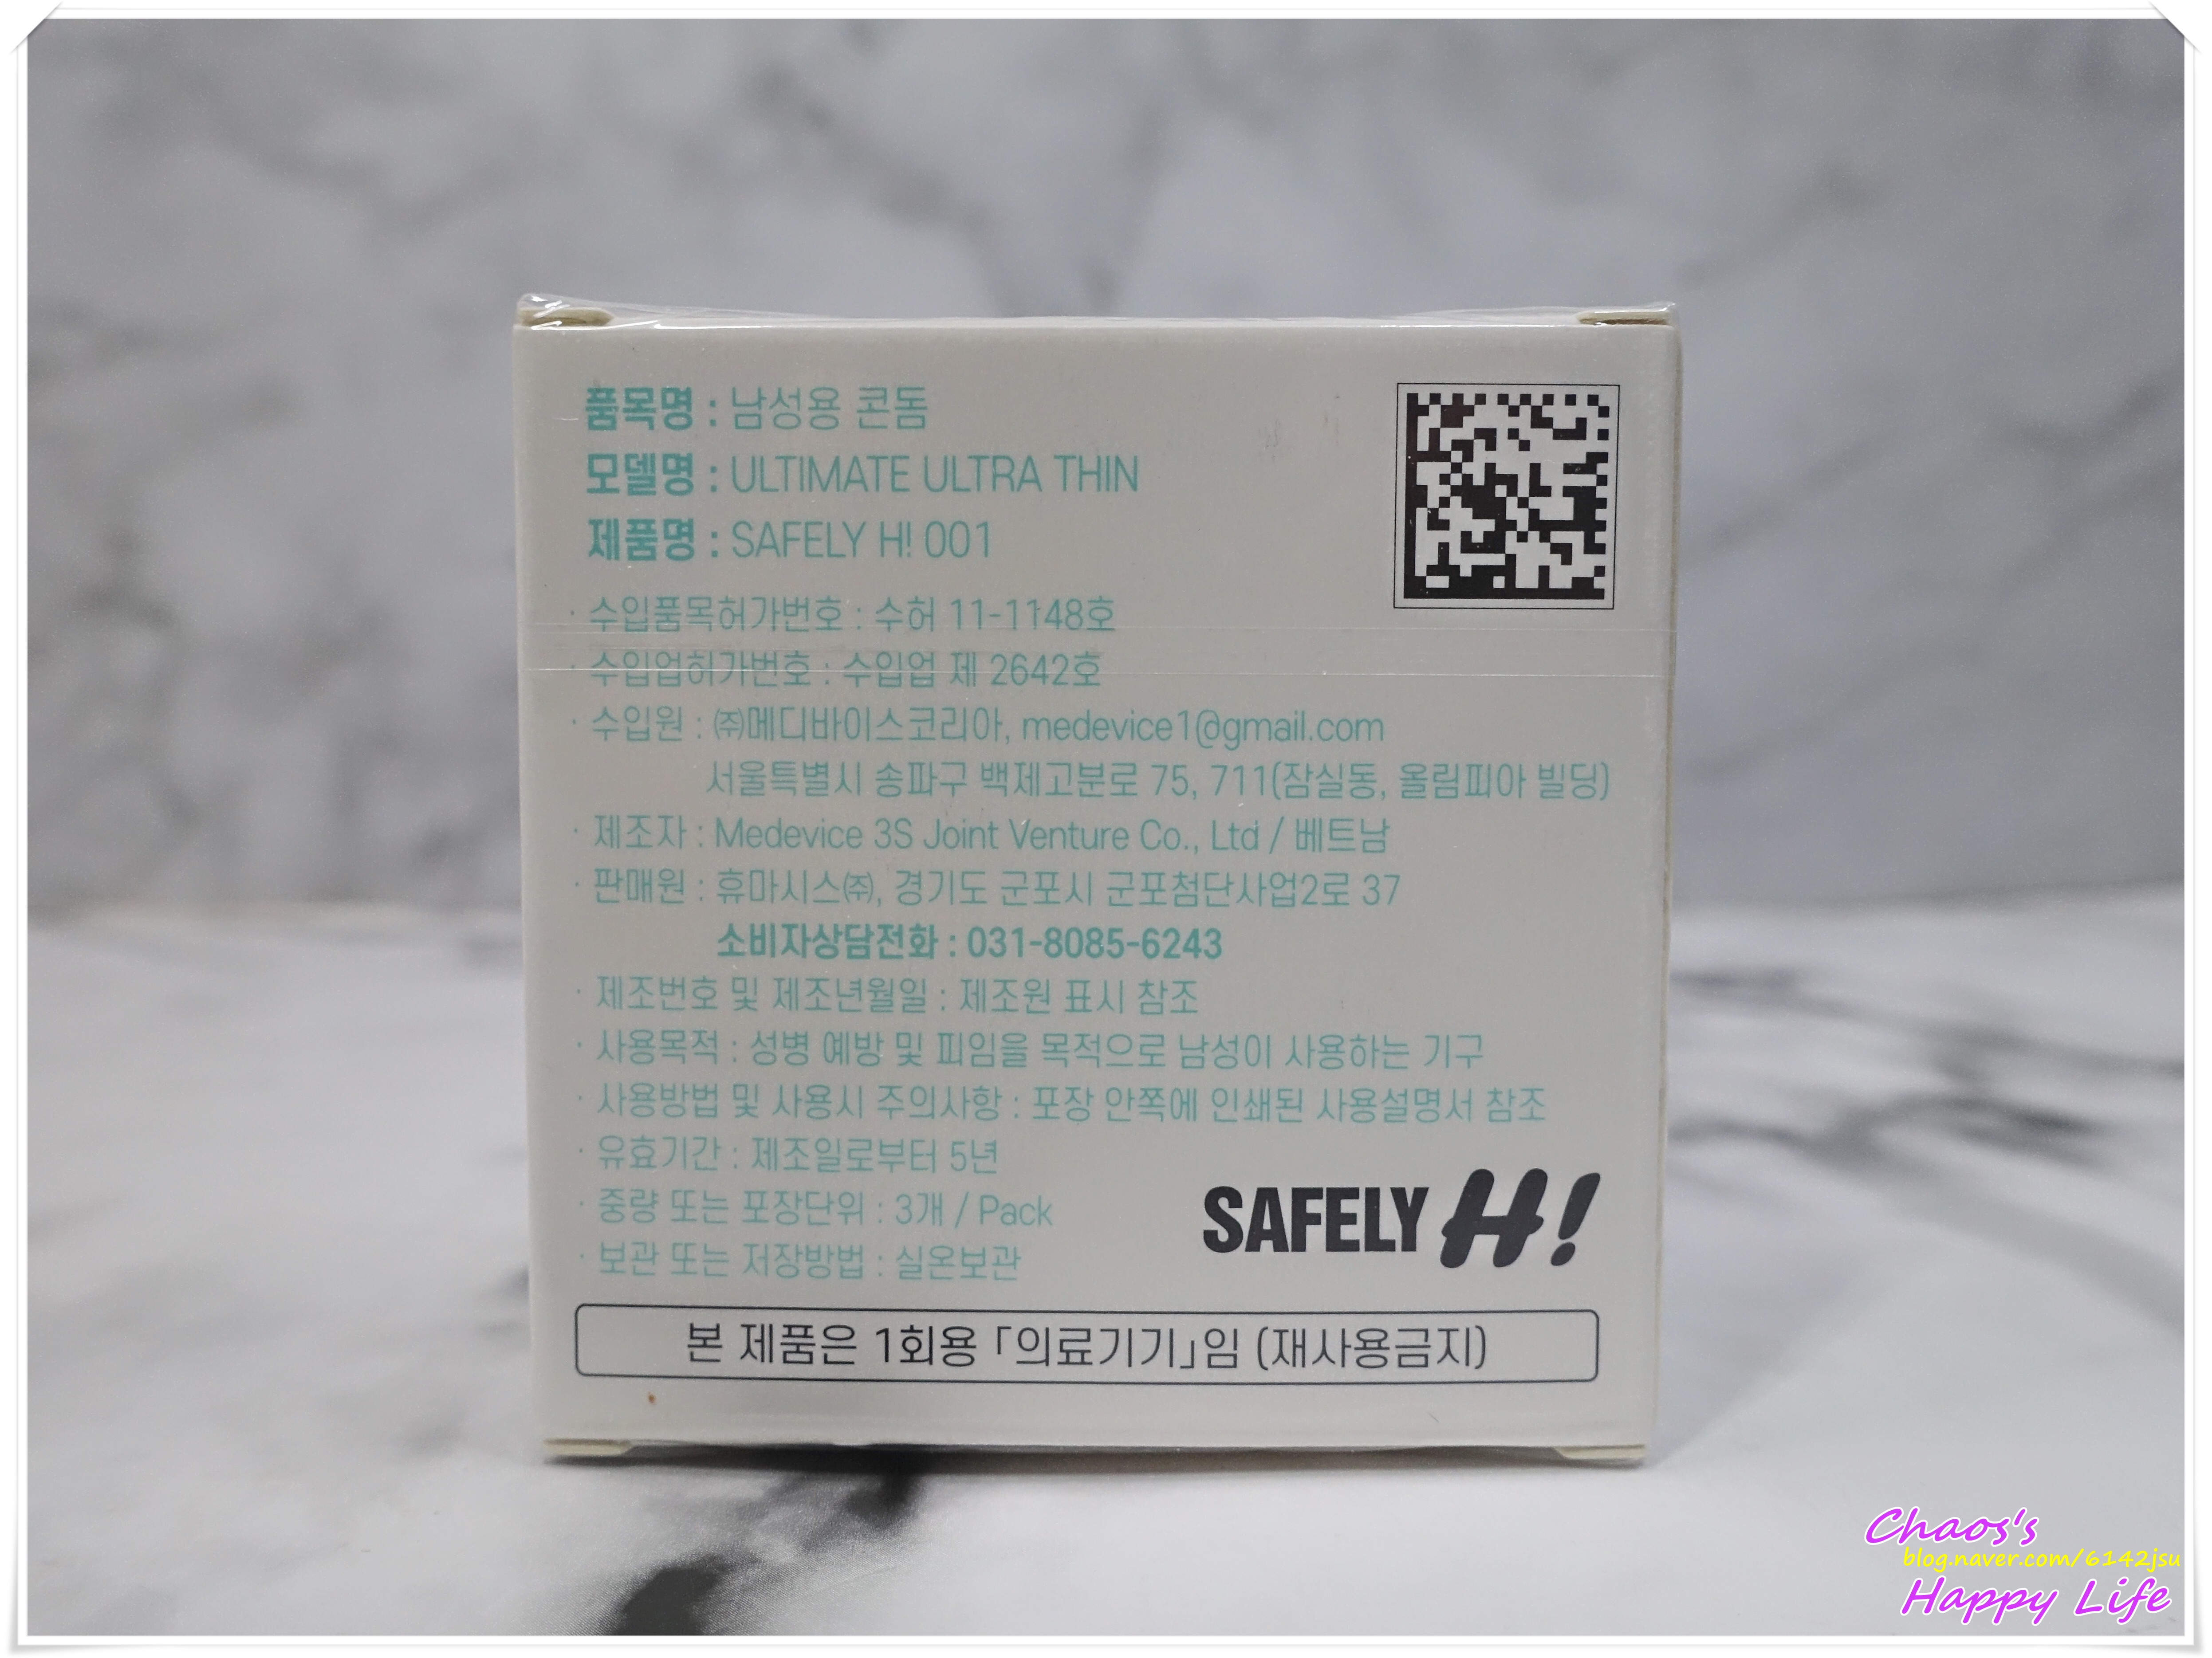 품목명 : 남성용 콘돔
모델명 : ULTIMATE ULTRA THIN
제품명 : SAFELY H! 001
· 수입품목허가번호 : 수허 11-1148호
· 수입업허가번호 : 수입업 제 2642호
· 수입원 : ㈜메디바이스코리아, medevice1@gmail.com
서울특별시 송파구 백제고분로 75, 711(잠실동, 올림피아 빌딩)
· 제조자 : Medevice 3S Joint Venture Co., Ltd / 베트남
· 판매원 : 휴마시스㈜, 경기도 군포시 군포첨단사업2로 37
소비자상담전화 : 031-8085-6243
· 제조번호 및 제조년월일 : 제조원 표시 참조
· 사용목적 : 성병 예방 및 피임을 목적으로 남성이 사용하는 기구
· 사용방법 및 사용시 주의사항 : 포장 안쪽에 인쇄된 사용설명서 참조
· 유효기간 : 제조일로부터 5년
· 중량 또는 포장단위 : 3개 / Pack
· 보관 또는 저장방법 : 실온보관
SAFELY H!
본 제품은 1회용 「의료기기」임 (재사용금지)
Chaos's
blog.naver.com/6142jsu
Happy Life